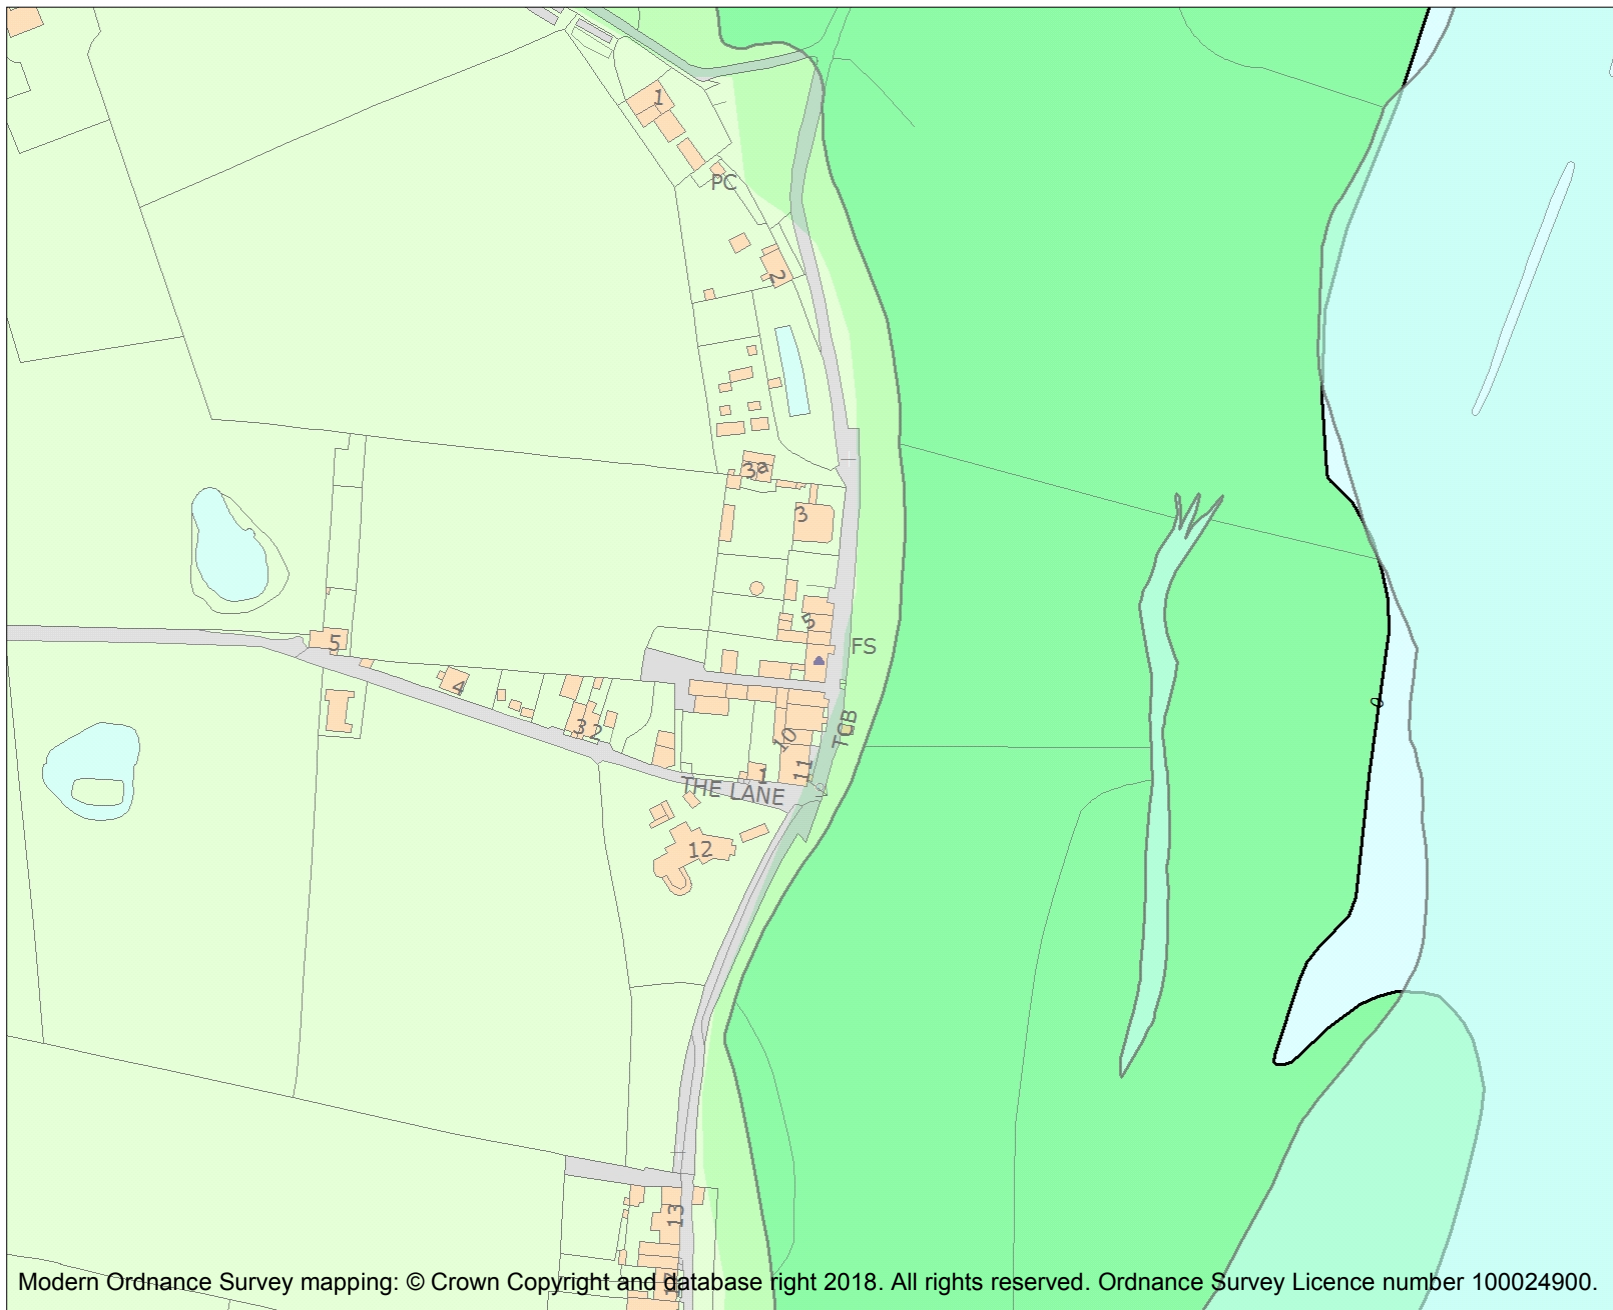 1
PC
2
3a
3
5
FS
5
4
3 2
10
TCB
11
1
THE LANE
0
12
13
Modern Ordnance Survey mapping: © Crown Copyright and database right 2018. All rights reserved. Ordnance Survey Licence number 100024900.